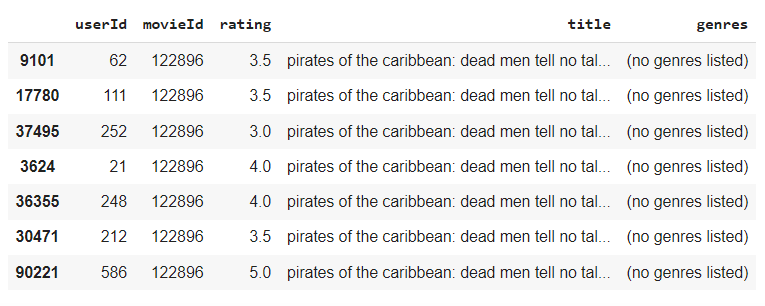 userId movieId rating title genres
9101 62 122896 3.5 pirates of the caribbean: dead men tell no tal... (no genres listed)
17780 111 122896 3.5 pirates of the caribbean: dead men tell no tal... (no genres listed)
37495 252 122896 3.0 pirates of the caribbean: dead men tell no tal... (no genres listed)
3624 21 122896 4.0 pirates of the caribbean: dead men tell no tal... (no genres listed)
36355 248 122896 4.0 pirates of the caribbean: dead men tell no tal... (no genres listed)
30471 212 122896 3.5 pirates of the caribbean: dead men tell no tal... (no genres listed)
90221 586 122896 5.0 pirates of the caribbean: dead men tell no tal... (no genres listed)